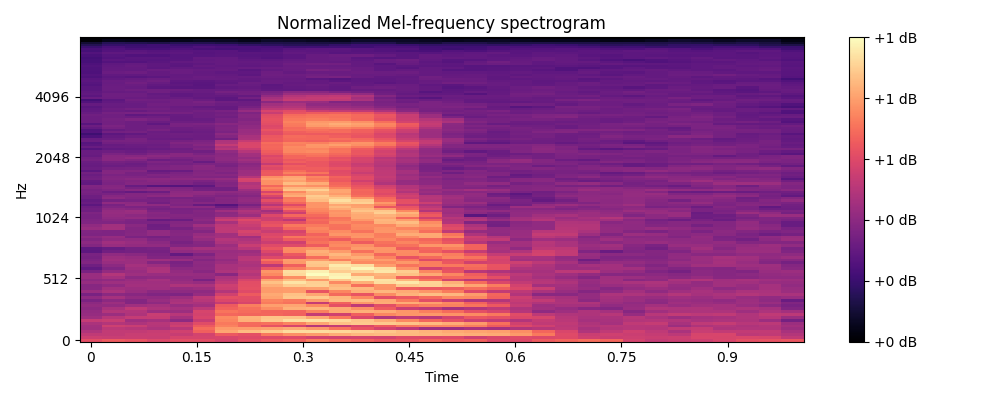 Normalized Mel-frequency spectrogram
Hz
4096
2048
1024
512
0
0 0.15 0.3 0.45 0.6 0.75 0.9
Time
+1 dB
+1 dB
+1 dB
+0 dB
+0 dB
+0 dB